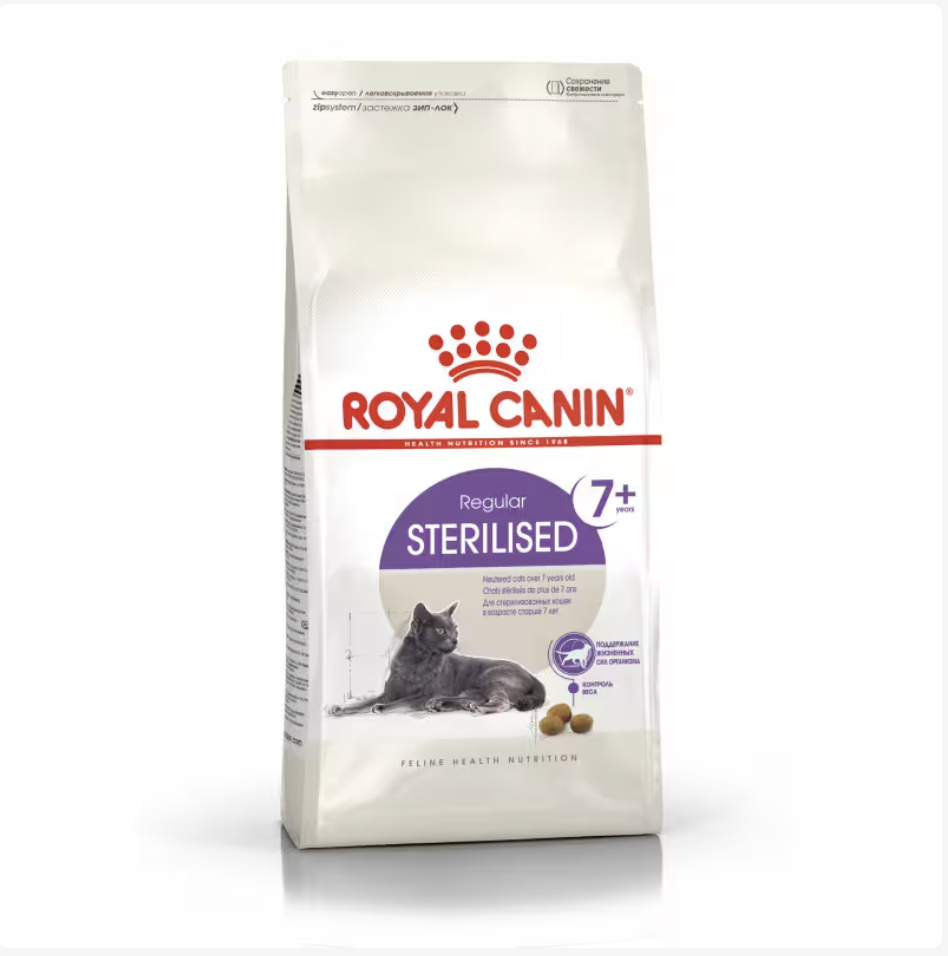 easyopen / легковскрываемая упаковка
zipsystem / застежка зип-лок
Сохранение
свежести
ROYAL CANIN®
HEALTH NUTRITION SINCE 1968
Regular
7+
years
STERILISED
Neutered cats over 7 years old
Chats stérilisés de plus de 7 ans
Для стерилизованных кошек
в возрасте старше 7 лет
ПОДДЕРЖАНИЕ
ЖИЗНЕННЫХ
СИЛ ОРГАНИЗМА
КОНТРОЛЬ
ВЕСА
FELINE HEALTH NUTRITION